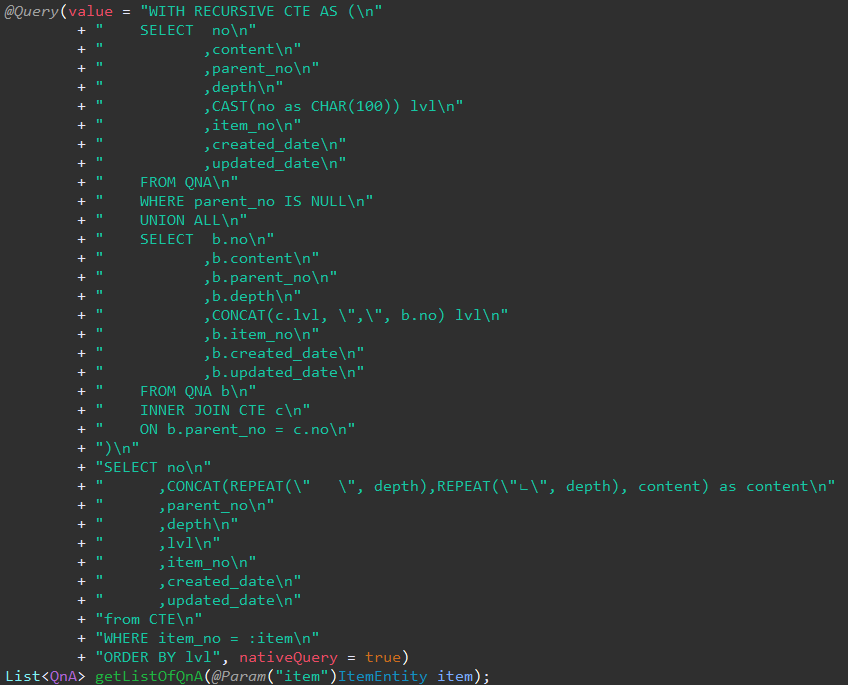 @Query(value = "WITH RECURSIVE CTE AS (\n"
+ "    SELECT  no\n"
+ "           ,content\n"
+ "           ,parent_no\n"
+ "           ,depth\n"
+ "           ,CAST(no as CHAR(100)) lvl\n"
+ "           ,item_no\n"
+ "           ,created_date\n"
+ "           ,updated_date\n"
+ "    FROM QNA\n"
+ "    WHERE parent_no IS NULL\n"
+ "    UNION ALL\n"
+ "    SELECT  b.no\n"
+ "           ,b.content\n"
+ "           ,b.parent_no\n"
+ "           ,b.depth\n"
+ "           ,CONCAT(c.lvl, \",\", b.no) lvl\n"
+ "           ,b.item_no\n"
+ "           ,b.created_date\n"
+ "           ,b.updated_date\n"
+ "    FROM QNA b\n"
+ "    INNER JOIN CTE c\n"
+ "    ON b.parent_no = c.no\n"
+ ")\n"
+ "SELECT no\n"
+ "      ,CONCAT(REPEAT(\"   \", depth),REPEAT(\"ㄴ\", depth), content) as content\n"
+ "      ,parent_no\n"
+ "      ,depth\n"
+ "      ,lvl\n"
+ "      ,item_no\n"
+ "      ,created_date\n"
+ "      ,updated_date\n"
+ "from CTE\n"
+ "WHERE item_no = :item\n"
+ "ORDER BY lvl", nativeQuery = true)
List<QnA> getListOfQnA(@Param("item")ItemEntity item);